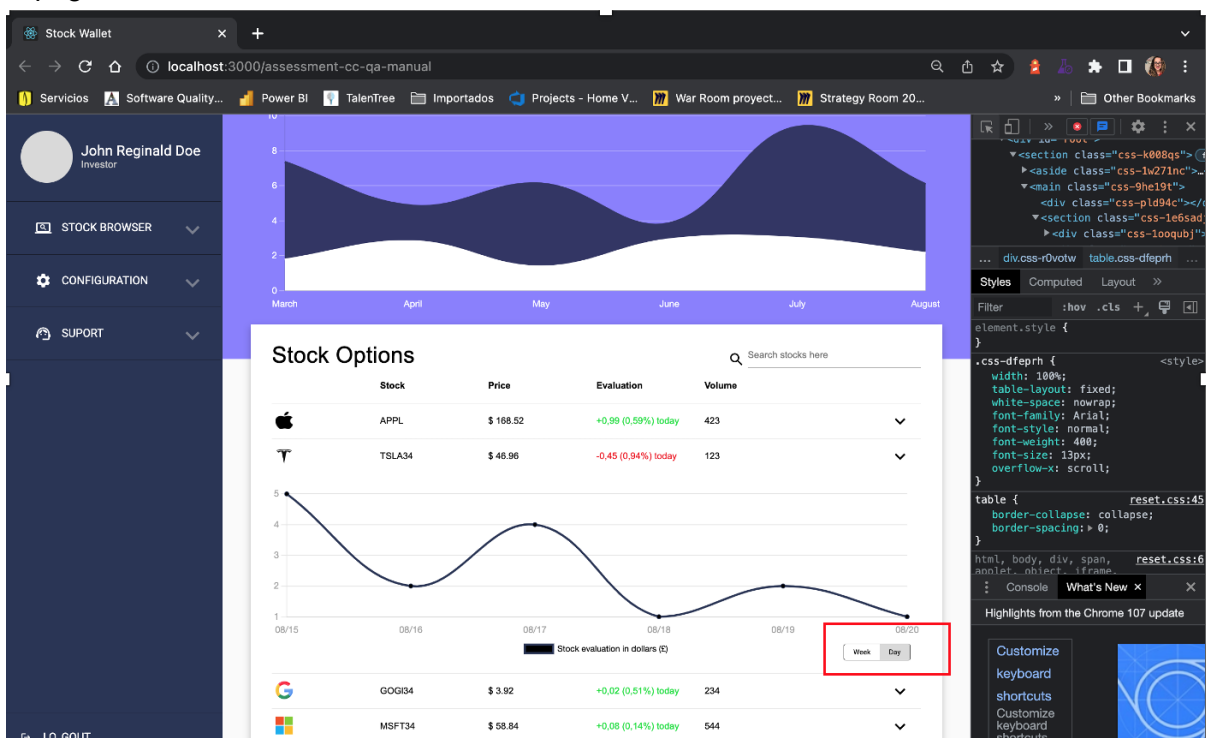 Stock Wallet
localhost:3000/assessment-cc-qa-manual
Servicios Software Quality... Power BI TalenTree Importados Projects - Home V... War Room proyect... Strategy Room 20... » Other Bookmarks
John Reginald Doe
Investor
STOCK BROWSER
CONFIGURATION
SUPORT
10
8
6
4
2
0
March April May June July August
Stock Options
Search stocks here
Stock Price Evaluation Volume
APPL $ 168.52 +0,99 (0,59%) today 423
TSLA34 $ 46.96 -0,45 (0,94%) today 123
5
4
3
2
1
08/15 08/16 08/17 08/18 08/19 08/20
Stock evaluation in dollars (£)
Week Day
GOGI34 $ 3.92 +0,02 (0,51%) today 234
MSFT34 $ 58.84 +0,08 (0,14%) today 544
<section class="css-k008qs">
<aside class="css-1w271nc">…
<main class="css-9he19t">
<div class="css-pld94c"></
<section class="css-1e6sad
<div class="css-1ooqubj">
... div.css-r0votw table.css-dfeprh ...
Styles Computed Layout »
Filter :hov .cls +
element.style {
}
.css-dfeprh { <style>
width: 100%;
table-layout: fixed;
white-space: nowrap;
font-family: Arial;
font-style: normal;
font-weight: 400;
font-size: 13px;
overflow-x: scroll;
}
table { reset.css:45
border-collapse: collapse;
border-spacing: 0;
}
html, body, div, span, reset.css:6
applet, object, iframe,
Console What's New ×
Highlights from the Chrome 107 update
Customize
keyboard
shortcuts
Customize
keyboard
shortcuts